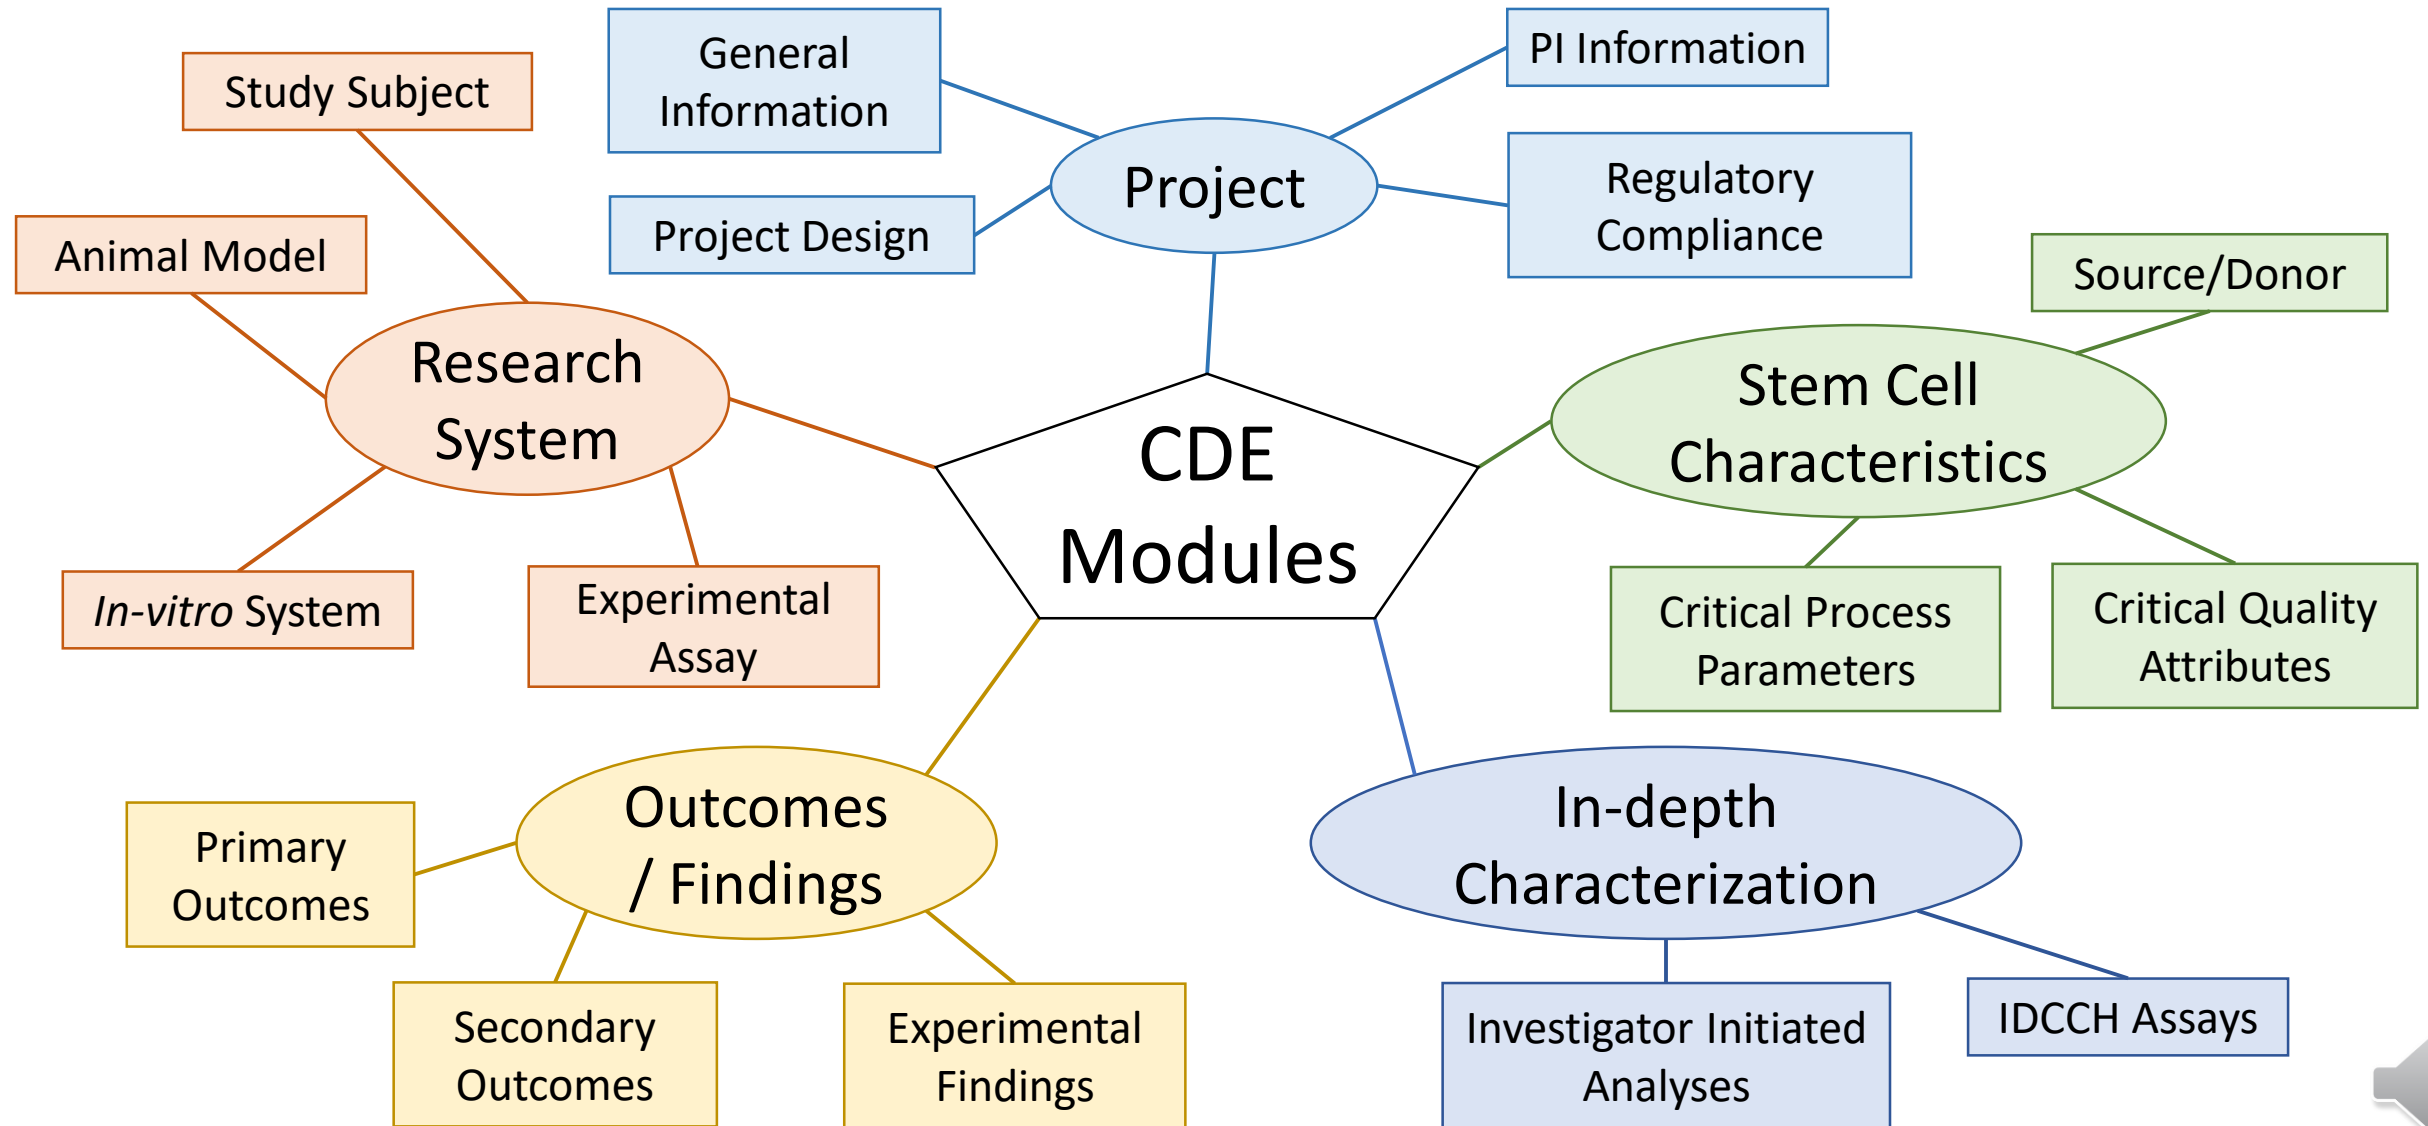 General
Information
PI Information
Study Subject
Project
Regulatory
Compliance
Project Design
Animal Model
Source/Donor
Research
System
Stem Cell
Characteristics
CDE
Modules
In-vitro System
Experimental
Assay
Critical Process
Parameters
Critical Quality
Attributes
Outcomes
/ Findings
In-depth
Characterization
Primary
Outcomes
Secondary
Outcomes
Experimental
Findings
Investigator Initiated
Analyses
IDCCH Assays